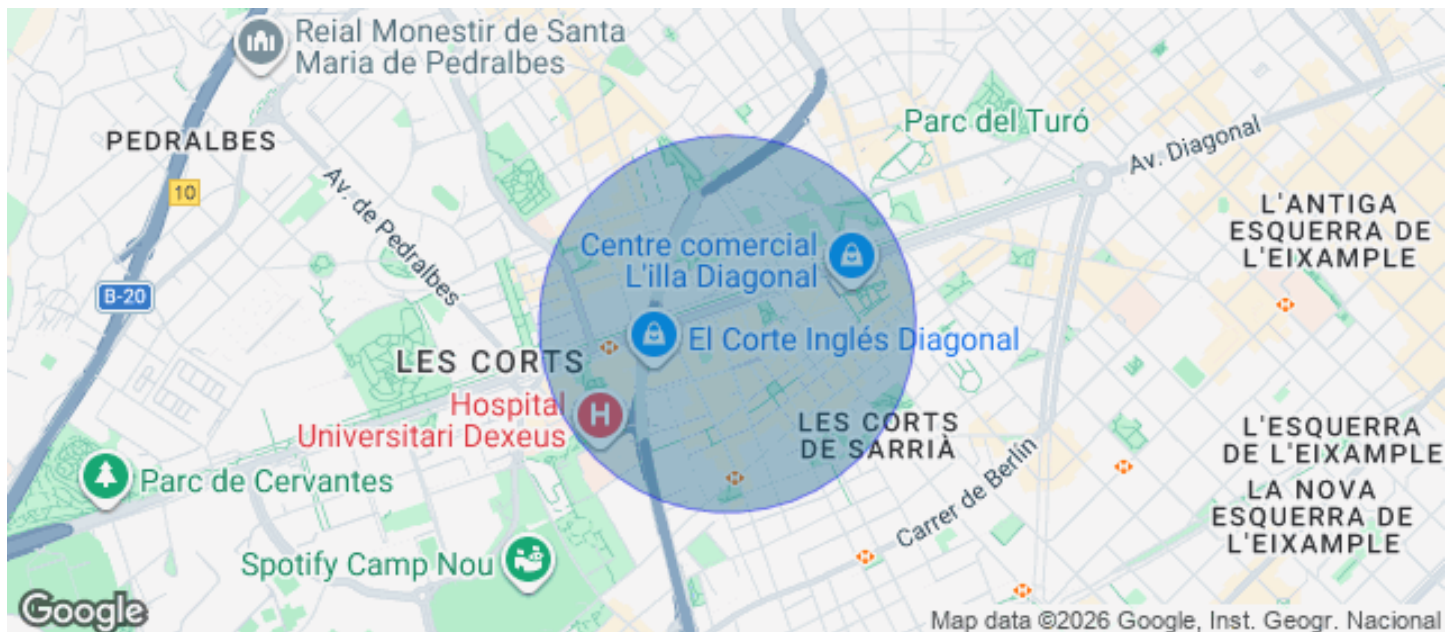 Reial Monestir de Santa
Maria de Pedralbes
PEDRALBES
Parc del Turó
Av. Diagonal
10
Av. de Pedralbes
L'ANTIGA
ESQUERRA DE
L'EIXAMPLE
Centre comercial
L'illa Diagonal
B-20
El Corte Inglés Diagonal
LES CORTS
Hospital
Universitari Dexeus
H
LES CORTS
DE SARRIÀ
L'ESQUERRA
DE L'EIXAMPLE
Parc de Cervantes
Carrer de Berlín
LA NOVA
ESQUERRA DE
L'EIXAMPLE
Spotify Camp Nou
Google
Map data ©2026 Google, Inst. Geogr. Nacional